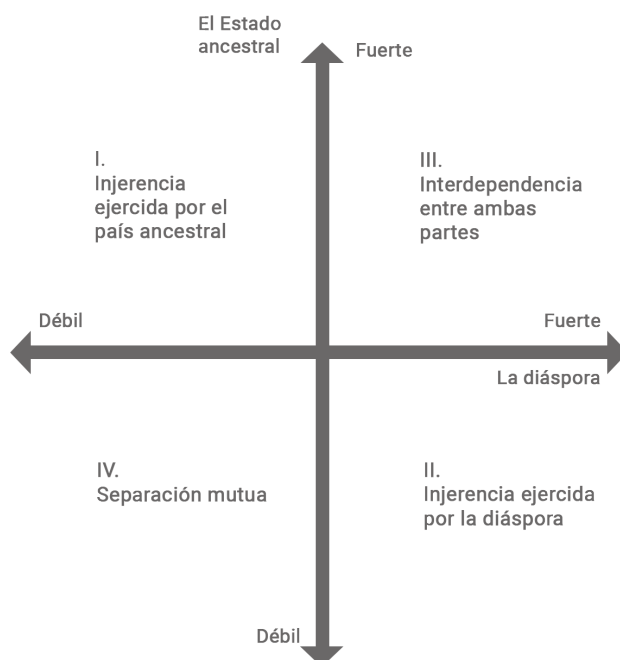 El Estado
ancestral
Fuerte
I.
Injerencia
ejercida por el
país ancestral
III.
Interdependencia
entre ambas
partes
Débil
Fuerte
La diáspora
IV.
Separación mutua
II.
Injerencia ejercida
por la diáspora
Débil